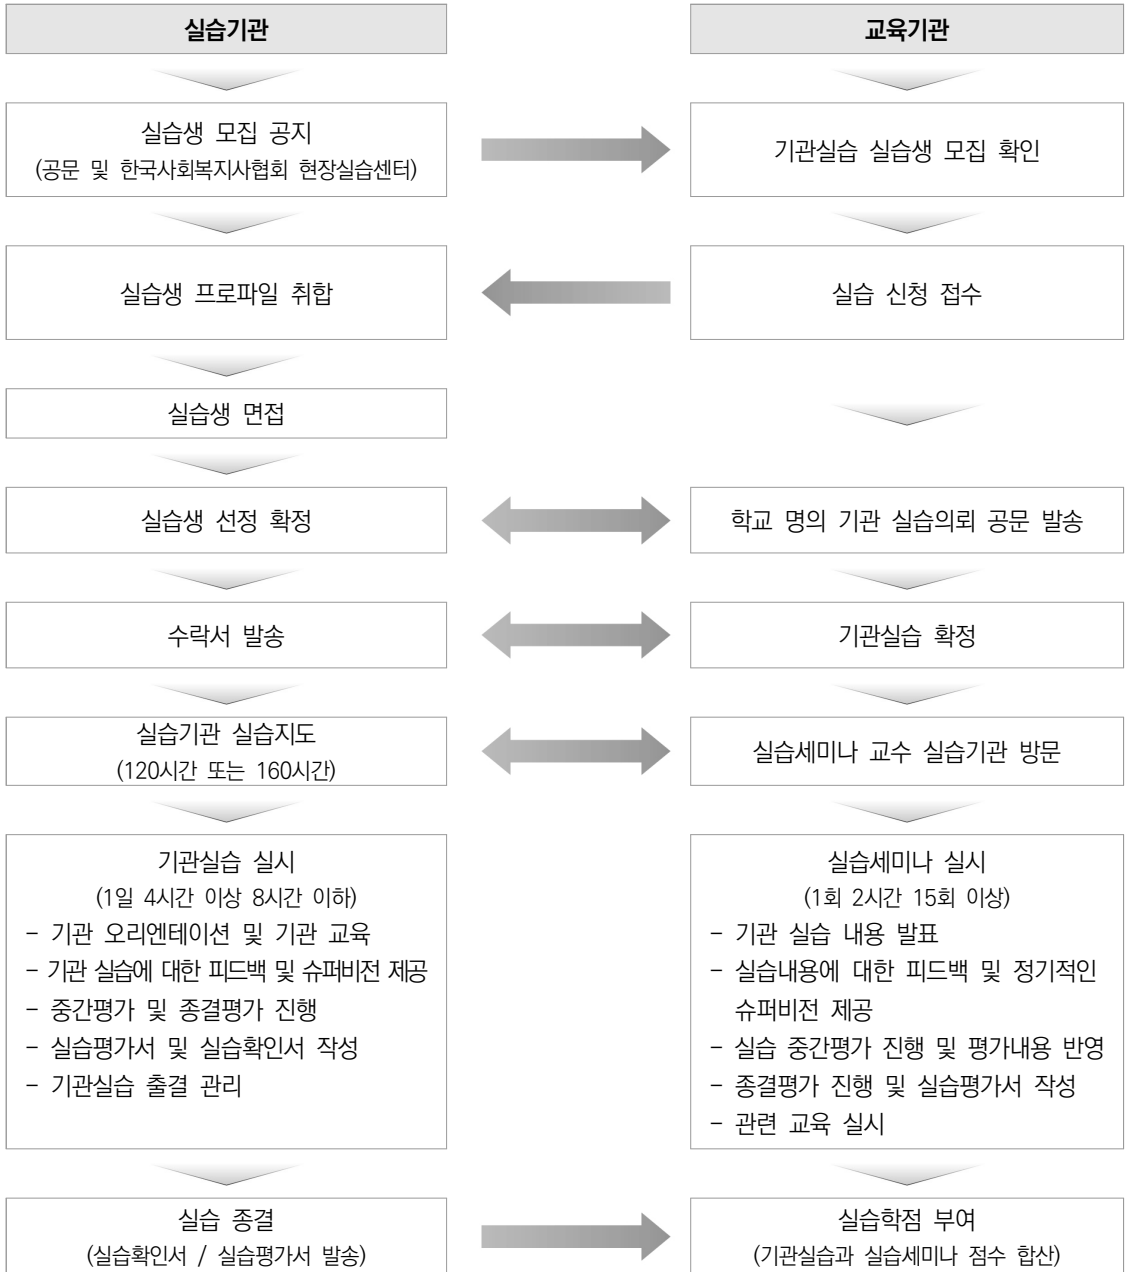 실습기관
교육기관
실습생 모집 공지
(공문 및 한국사회복지사협회 현장실습센터)
기관실습 실습생 모집 확인
실습생 프로파일 취합
실습 신청 접수
실습생 면접
실습생 선정 확정
학교 명의 기관 실습의뢰 공문 발송
수락서 발송
기관실습 확정
실습기관 실습지도
(120시간 또는 160시간)
실습세미나 교수 실습기관 방문
기관실습 실시
(1일 4시간 이상 8시간 이하)
- 기관 오리엔테이션 및 기관 교육
- 기관 실습에 대한 피드백 및 슈퍼비전 제공
- 중간평가 및 종결평가 진행
- 실습평가서 및 실습확인서 작성
- 기관실습 출결 관리
실습세미나 실시
(1회 2시간 15회 이상)
- 기관 실습 내용 발표
- 실습내용에 대한 피드백 및 정기적인
슈퍼비전 제공
- 실습 중간평가 진행 및 평가내용 반영
- 종결평가 진행 및 실습평가서 작성
- 관련 교육 실시
실습 종결
(실습확인서 / 실습평가서 발송)
실습학점 부여
(기관실습과 실습세미나 점수 합산)